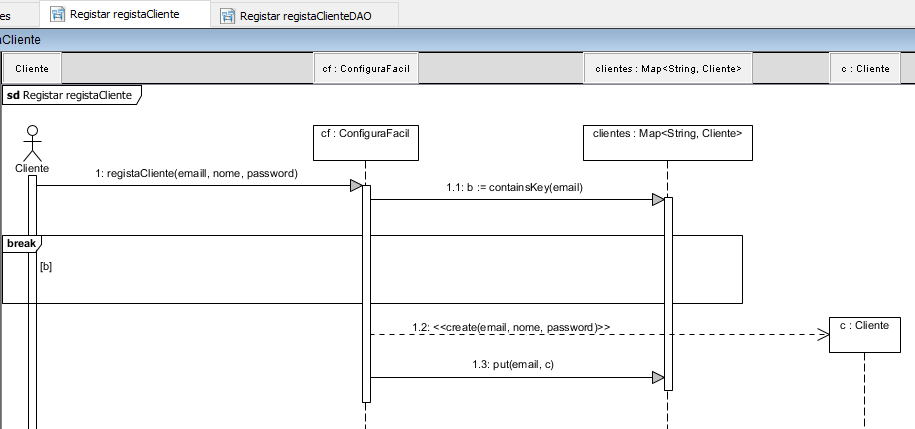 es
Registar registaCliente
Registar registaClienteDAO
aCliente
Cliente
cf : ConfiguraFacil
clientes : Map<String, Cliente>
c : Cliente
sd Registar registaCliente
cf : ConfiguraFacil
clientes : Map<String, Cliente>
Cliente
1: registaCliente(emaill, nome, password)
1.1: b := containsKey(email)
break
[b]
1.2: <<create(email, nome, password)>>
c : Cliente
1.3: put(email, c)